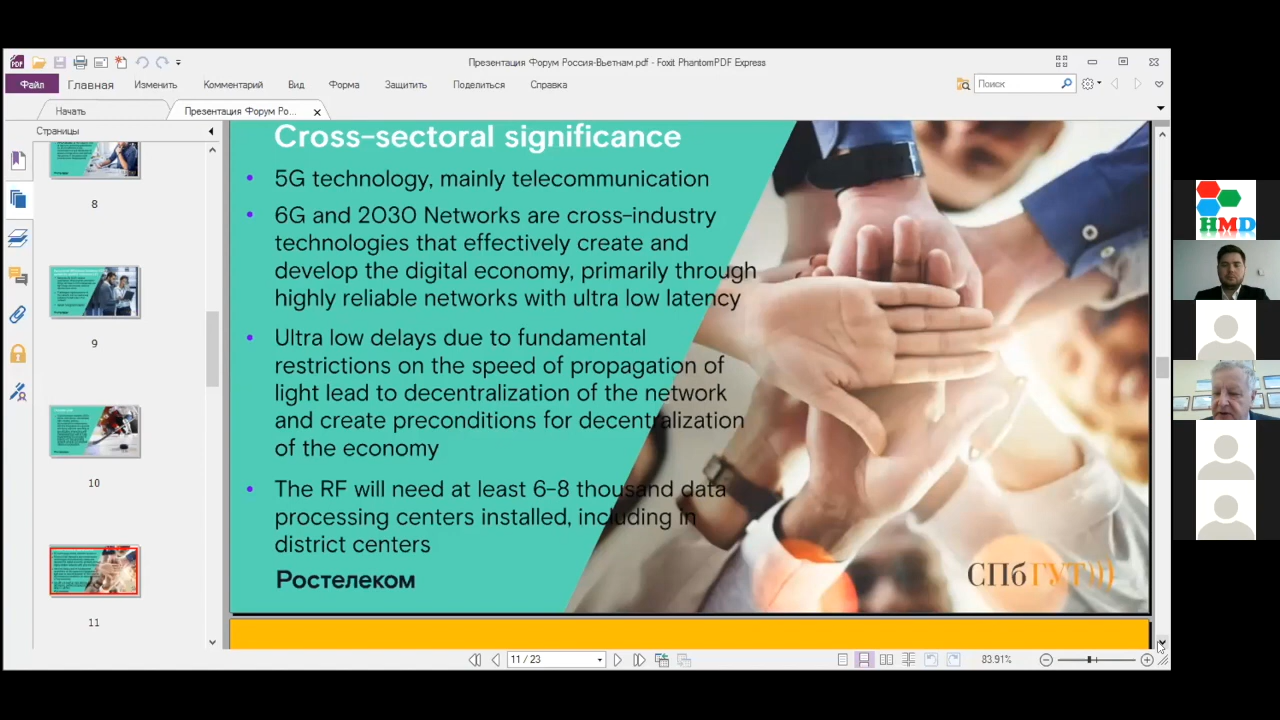 Презентация Форум Россия-Вьетнам.pdf - Foxit PhantomPDF Express
Файл Главная Изменить Комментарий Вид Форма Защитить Поделиться Справка
Поиск
Начать
Презентация Форум Ро...
Страницы
8
9
10
11
Cross-sectoral significance
• 5G technology, mainly telecommunication
• 6G and 2030 Networks are cross-industry
technologies that effectively create and
develop the digital economy, primarily through
highly reliable networks with ultra low latency
• Ultra low delays due to fundamental
restrictions on the speed of propagation of
light lead to decentralization of the network
and create preconditions for decentralization
of the economy
• The RF will need at least 6-8 thousand data
processing centers installed, including in
district centers
Ростелеком
СПбГУТ)))
11 / 23
83.91%
HMD